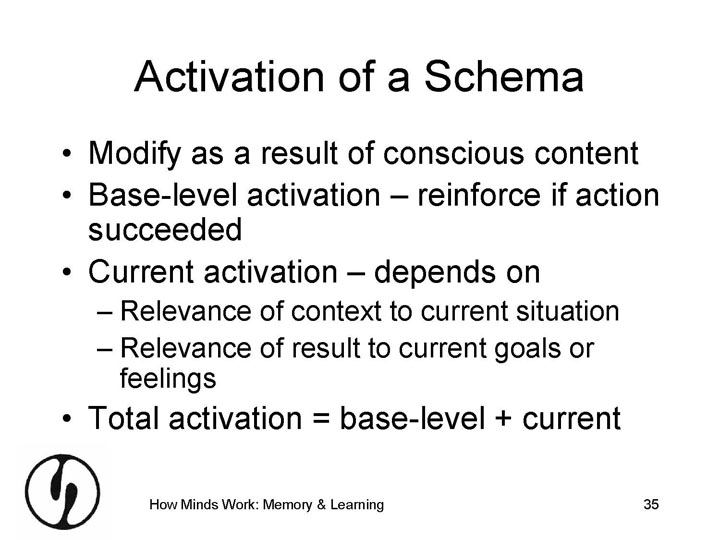 Activation of a Schema
• Modify as a result of conscious content
• Base-level activation – reinforce if action
succeeded
• Current activation – depends on
– Relevance of context to current situation
– Relevance of result to current goals or
feelings
• Total activation = base-level + current
How Minds Work: Memory & Learning
35